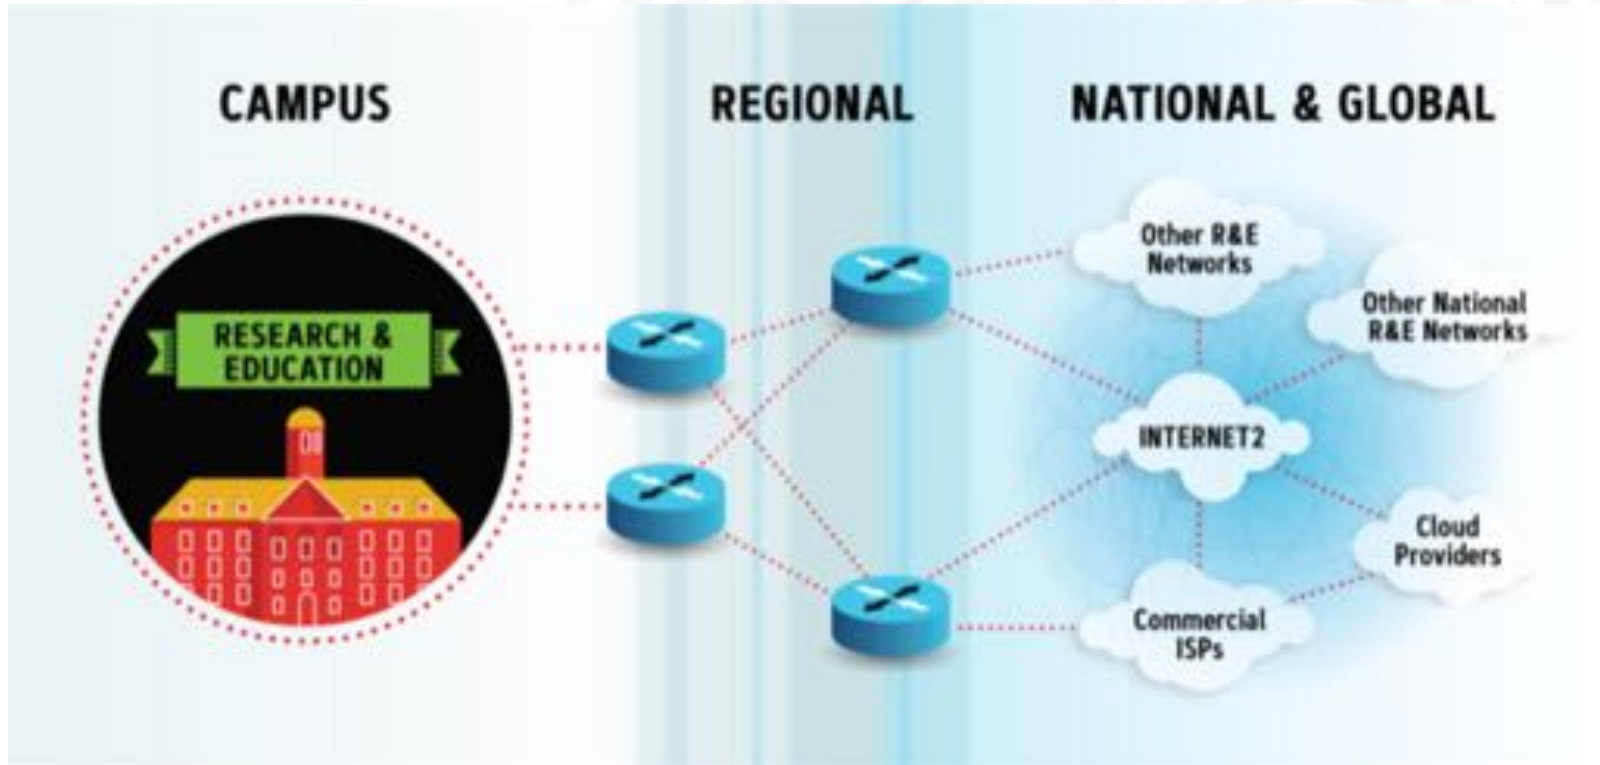 CAMPUS
REGIONAL
NATIONAL & GLOBAL
RESEARCH &
EDUCATION
Other R&E
Networks
Other National
R&E Networks
INTERNET2
Cloud
Providers
Commercial
ISPs